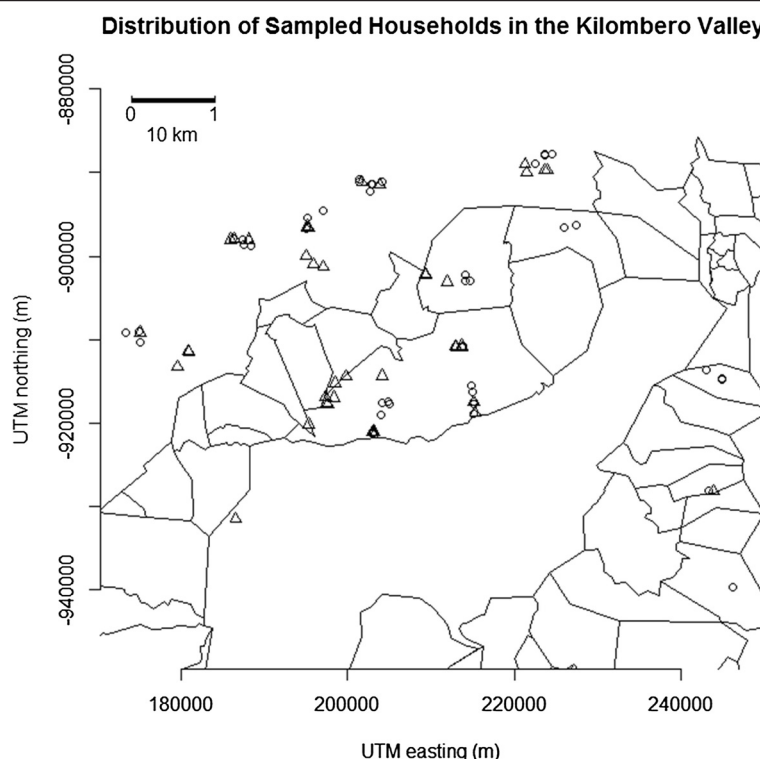 Distribution of Sampled Households in the Kilombero Valley
0 1
10 km
-880000
-900000
-920000
-940000
UTM northing (m)
180000 200000 220000 240000
UTM easting (m)